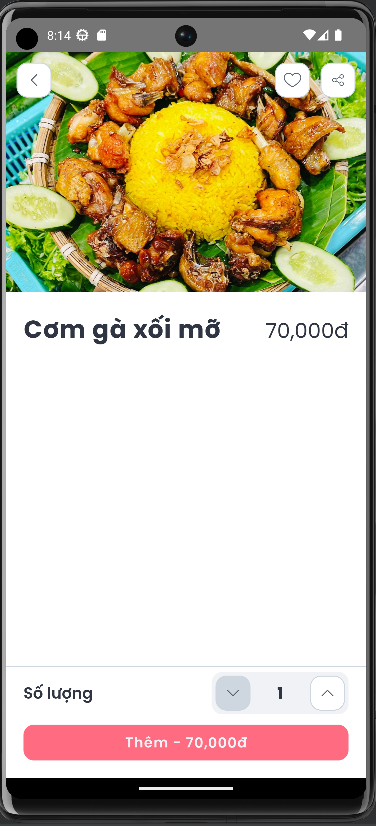 8:14
Cơm gà xối mỡ
70,000đ
Số lượng
1
Thêm - 70,000đ